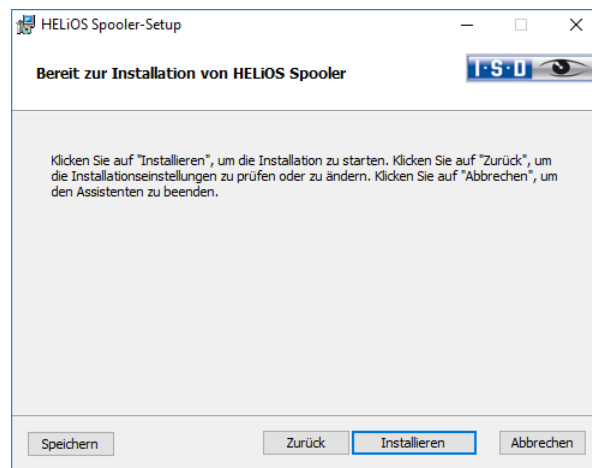 HELiOS Spooler-Setup
Bereit zur Installation von HELiOS Spooler
I·S·D
Klicken Sie auf "Installieren", um die Installation zu starten. Klicken Sie auf "Zurück", um
die Installationseinstellungen zu prüfen oder zu ändern. Klicken Sie auf "Abbrechen", um
den Assistenten zu beenden.
Speichern
Zurück
Installieren
Abbrechen